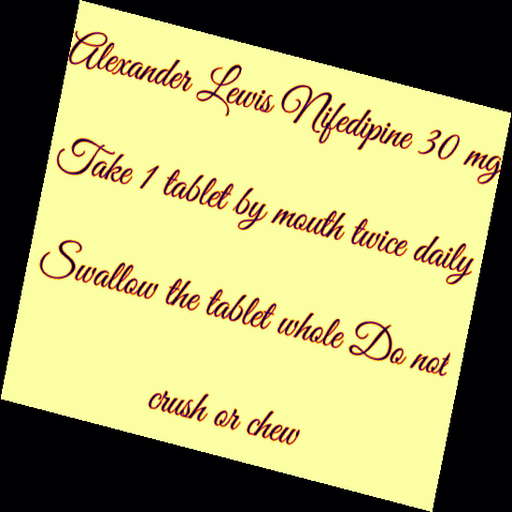 Alexander Lewis Nifedipine 30 mg
Take 1 tablet by mouth twice daily
Swallow the tablet whole Do not
crush or chew